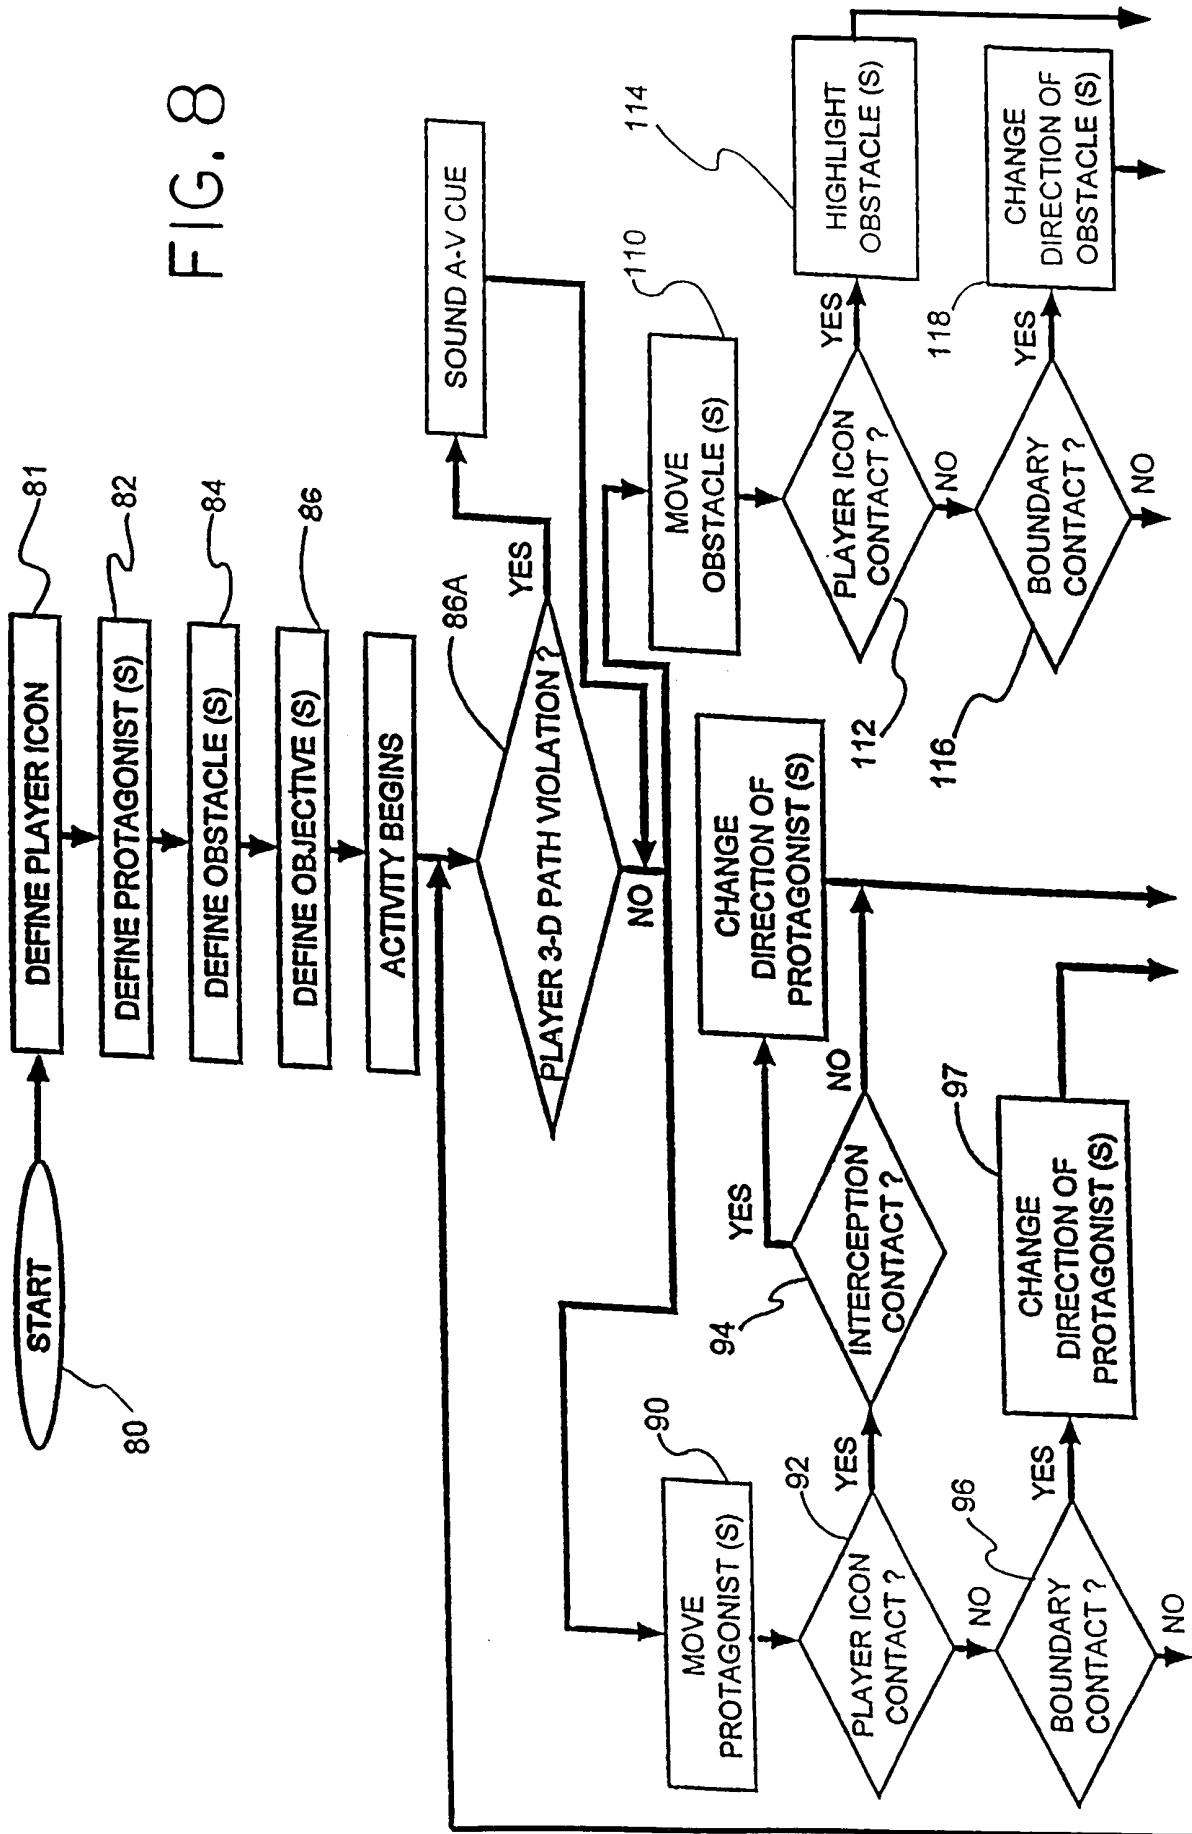 FIG. 8
START
80
DEFINE PLAYER ICON
81
DEFINE PROTAGONIST (S)
82
DEFINE OBSTACLE (S)
84
DEFINE OBJECTIVE (S)
86
ACTIVITY BEGINS
PLAYER 3-D PATH VIOLATION ?
86A
YES
SOUND A-V CUE
NO
MOVE
PROTAGONIST (S)
90
PLAYER ICON
CONTACT ?
92
YES
INTERCEPTION
CONTACT ?
94
YES
NO
CHANGE
DIRECTION OF
PROTAGONIST (S)
NO
BOUNDARY
CONTACT ?
96
YES
CHANGE
DIRECTION OF
PROTAGONIST (S)
97
NO
MOVE
OBSTACLE (S)
110
PLAYER ICON
CONTACT ?
112
YES
HIGHLIGHT
OBSTACLE (S)
114
NO
BOUNDARY
CONTACT ?
116
YES
CHANGE
DIRECTION OF
OBSTACLE (S)
118
NO